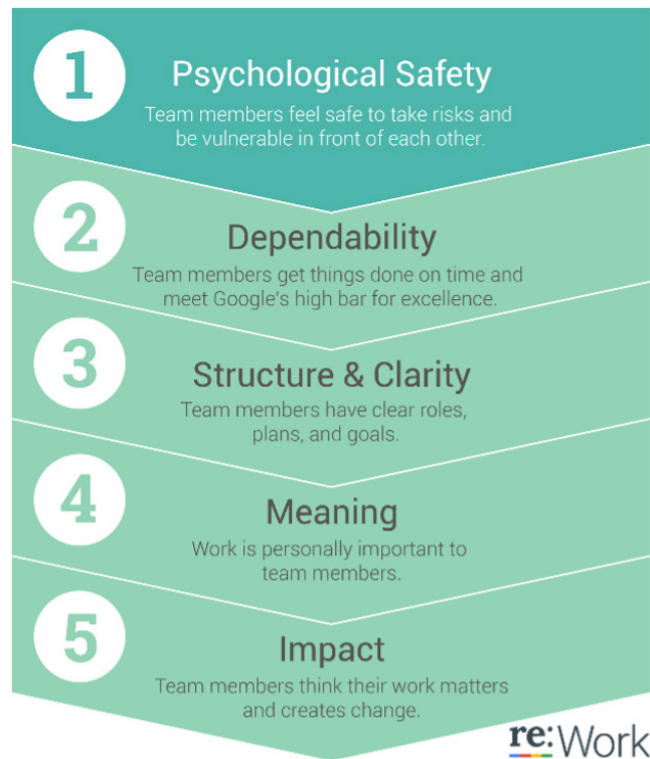 1
Psychological Safety
Team members feel safe to take risks and
be vulnerable in front of each other.
2
Dependability
Team members get things done on time and
meet Google's high bar for excellence.
3
Structure & Clarity
Team members have clear roles,
plans, and goals.
4
Meaning
Work is personally important to
team members.
5
Impact
Team members think their work matters
and creates change.
re:Work